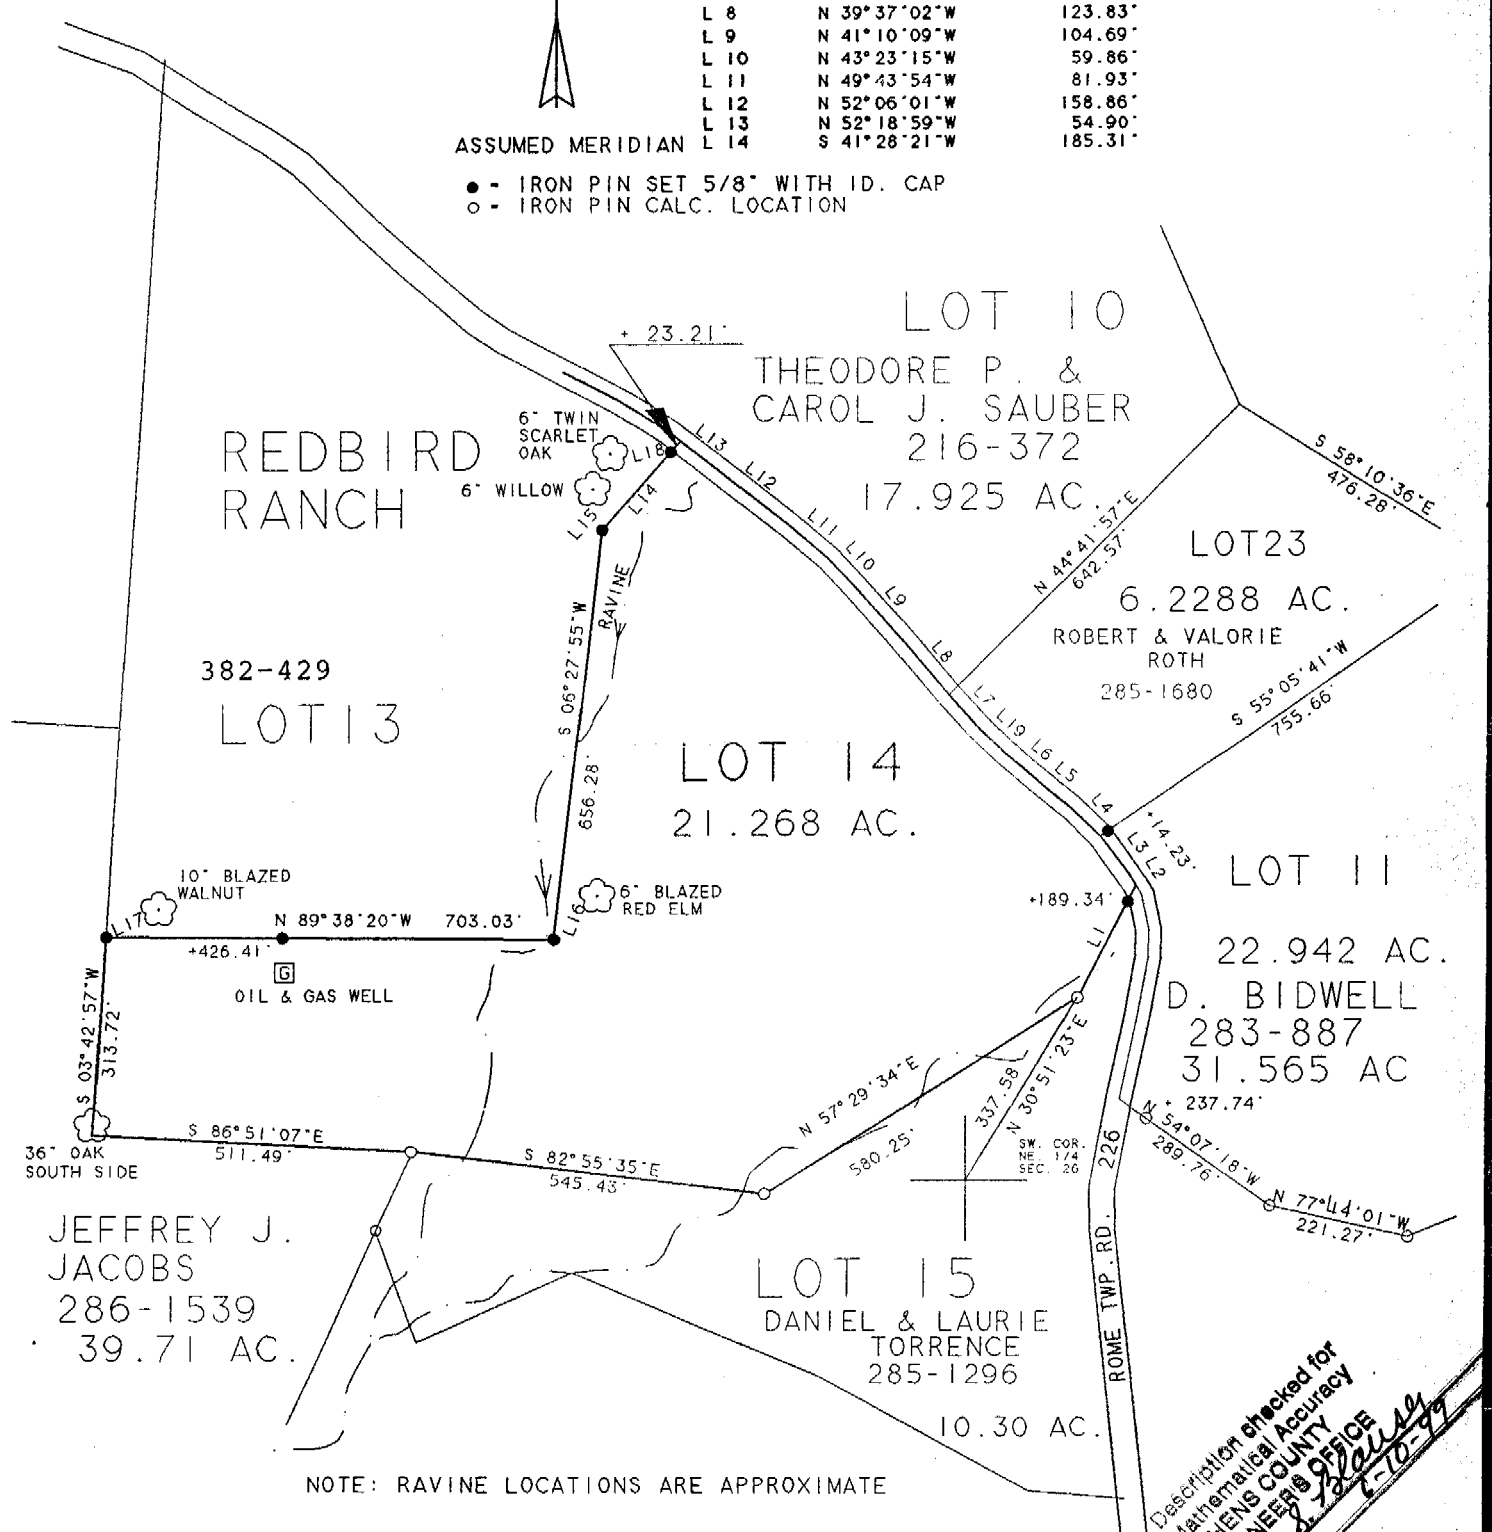 L 8 N 39°37'02"W 123.83'
L 9 N 41°10'09"W 104.69'
L 10 N 43°23'15"W 59.86'
L 11 N 49°43'54"W 81.93'
L 12 N 52°06'01"W 158.86'
L 13 N 52°18'59"W 54.90'
L 14 S 41°28'21"W 185.31'
ASSUMED MERIDIAN
● - IRON PIN SET 5/8" WITH ID. CAP
○ - IRON PIN CALC. LOCATION
+ 23.21'
LOT 10
THEODORE P. &
CAROL J. SAUBER
216-372
17.925 AC.
REDBIRD
RANCH
6" TWIN
SCARLET
OAK
6" WILLOW
L18
L14
L15
L13
L12
L11
L10
L9
L8
L7
L19
L6
L5
L4
L3
L2
S 58°10'36"E
476.28'
N 44°41'57"E
642.57'
LOT23
6.2288 AC.
ROBERT & VALORIE
ROTH
285-1680
S 55°05'41"W
755.66'
RAVINE
S 06°27'55"W
656.28'
382-429
LOT13
LOT 14
21.268 AC.
+14.23'
LOT 11
22.942 AC.
D. BIDWELL
283-887
31.565 AC
10" BLAZED
WALNUT
L17
N 89°38'20"W 703.03'
+426.41'
G
OIL & GAS WELL
L16
6" BLAZED
RED ELM
+189.34'
L1
S 03°42'57"W
313.72'
36" OAK
SOUTH SIDE
S 86°51'07"E
511.49'
S 82°55'35"E
545.43'
N 57°29'34"E
580.25'
337.58
N 30°51'23"E
SW. COR.
NE. 1/4
SEC. 26
+ 237.74'
N 54°07'18"W
289.76'
N 77°44'01"W
221.27'
ROME TWP. RD. 226
JEFFREY J.
JACOBS
286-1539
39.71 AC.
LOT 15
DANIEL & LAURIE
TORRENCE
285-1296
10.30 AC.
NOTE: RAVINE LOCATIONS ARE APPROXIMATE
Description checked for
Mathematical Accuracy
COUNTY
OFFICE